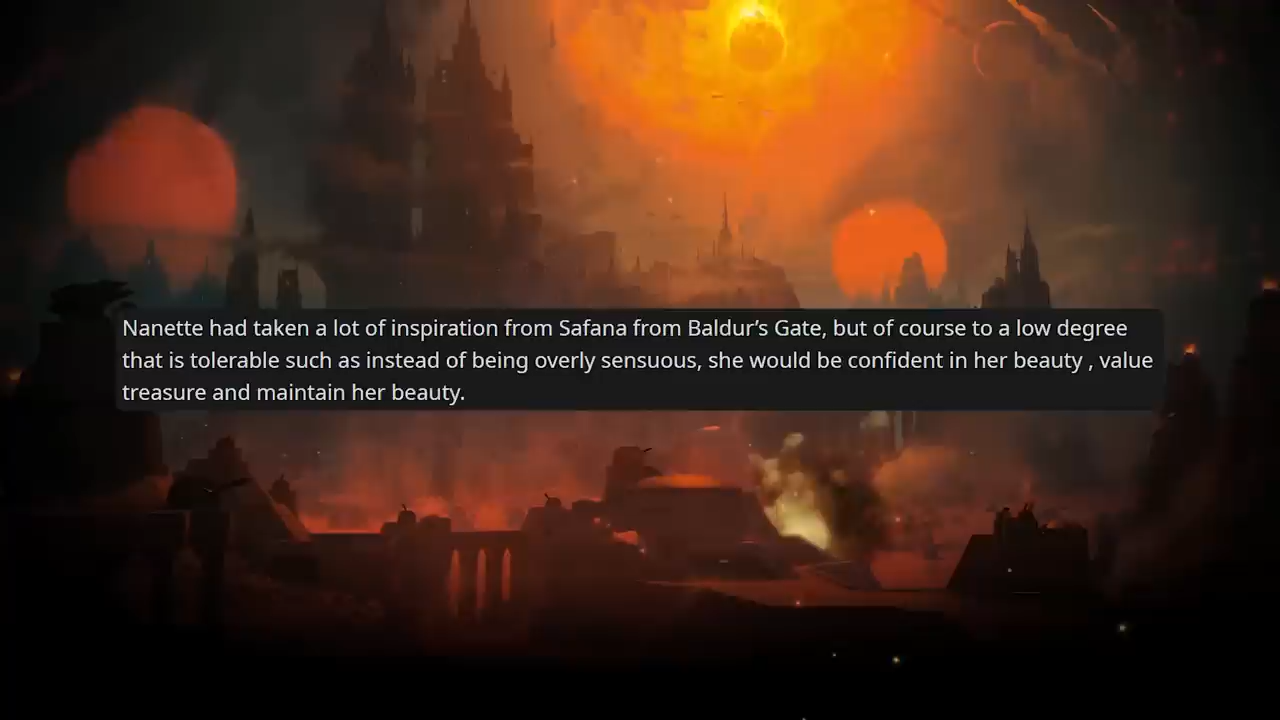 Nanette had taken a lot of inspiration from Safana from Baldur’s Gate, but of course to a low degree
that is tolerable such as instead of being overly sensuous, she would be confident in her beauty , value
treasure and maintain her beauty.